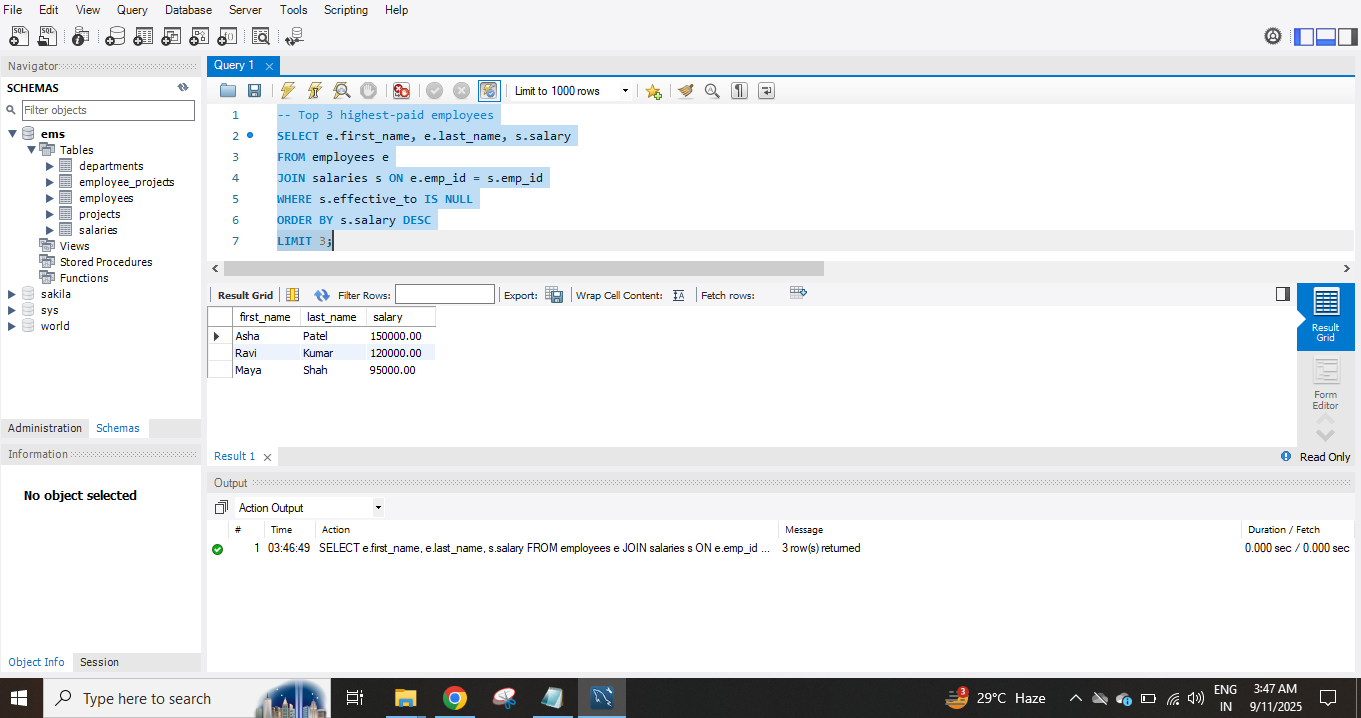 File Edit View Query Database Server Tools Scripting Help
Navigator
SCHEMAS
Filter objects
ems
Tables
departments
employee_projects
employees
projects
salaries
Views
Stored Procedures
Functions
sakila
sys
world
Administration Schemas
Information
No object selected
Object Info Session
Query 1
Limit to 1000 rows
1 -- Top 3 highest-paid employees
2 SELECT e.first_name, e.last_name, s.salary
3 FROM employees e
4 JOIN salaries s ON e.emp_id = s.emp_id
5 WHERE s.effective_to IS NULL
6 ORDER BY s.salary DESC
7 LIMIT 3;
Result Grid Filter Rows: Export: Wrap Cell Content: Fetch rows:
first_name last_name salary
Asha Patel 150000.00
Ravi Kumar 120000.00
Maya Shah 95000.00
Result
Grid
Form
Editor
Result 1
Read Only
Output
Action Output
# Time Action Message Duration / Fetch
1 03:46:49 SELECT e.first_name, e.last_name, s.salary FROM employees e JOIN salaries s ON e.emp_id ... 3 row(s) returned 0.000 sec / 0.000 sec
Type here to search
3
29°C Haze
ENG
IN
3:47 AM
9/11/2025